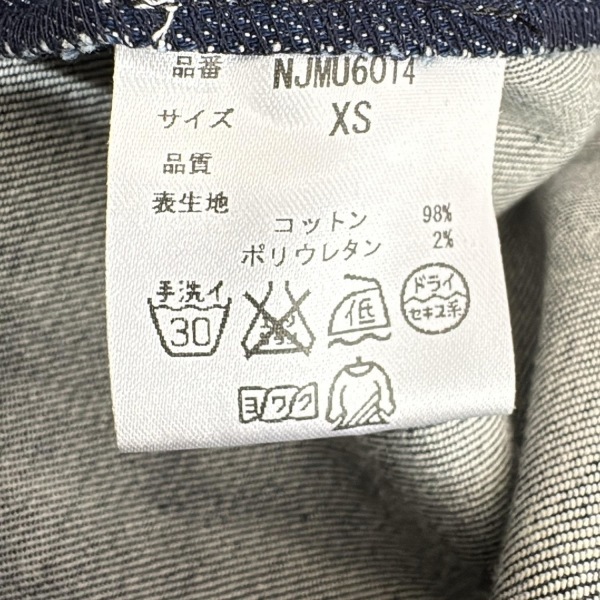 品番 NJMU6014
サイズ XS
品質
表生地
コットン 98%
ポリウレタン 2%
手洗イ
30
低
ドライ
セキユ系
ヨワク